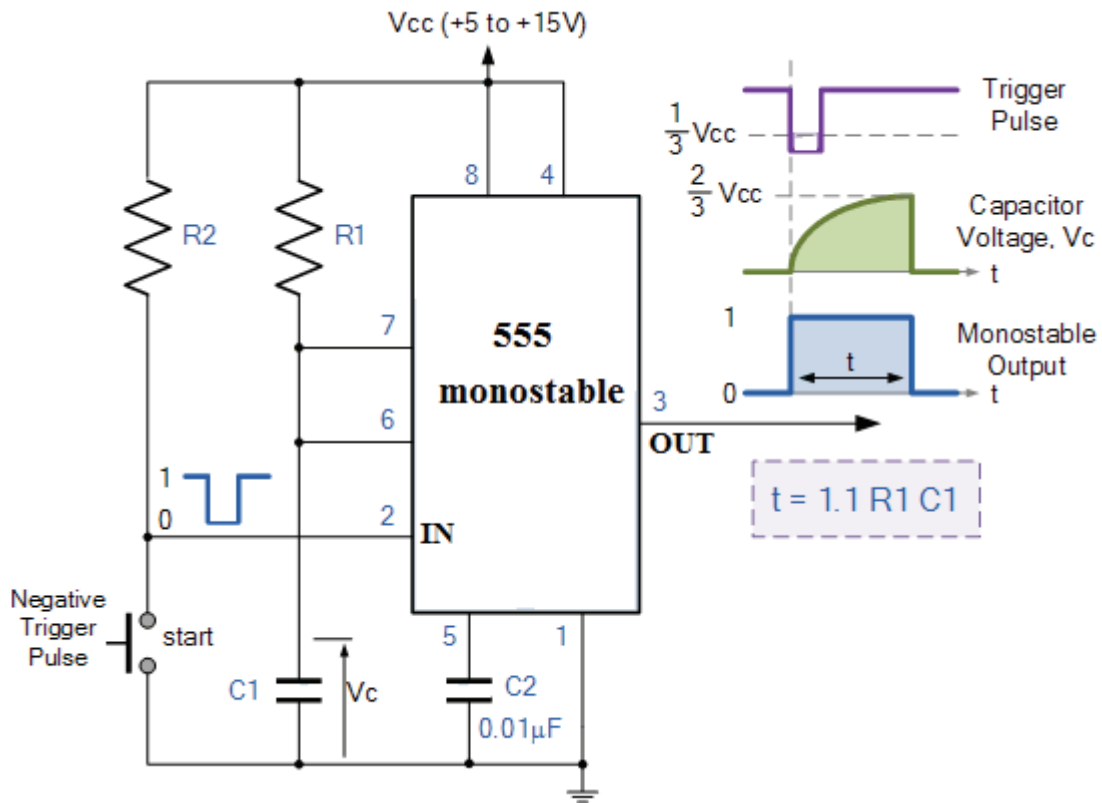 Vcc (+5 to +15V)
Trigger
Pulse
1/3 Vcc
2/3 Vcc
Capacitor
Voltage, Vc
t
1
0
t
Monostable
Output
t
8
4
R2
R1
7
555
monostable
6
3
OUT
t = 1.1 R1 C1
1
0
2
IN
Negative
Trigger
Pulse
start
5
1
C1
Vc
C2
0.01µF